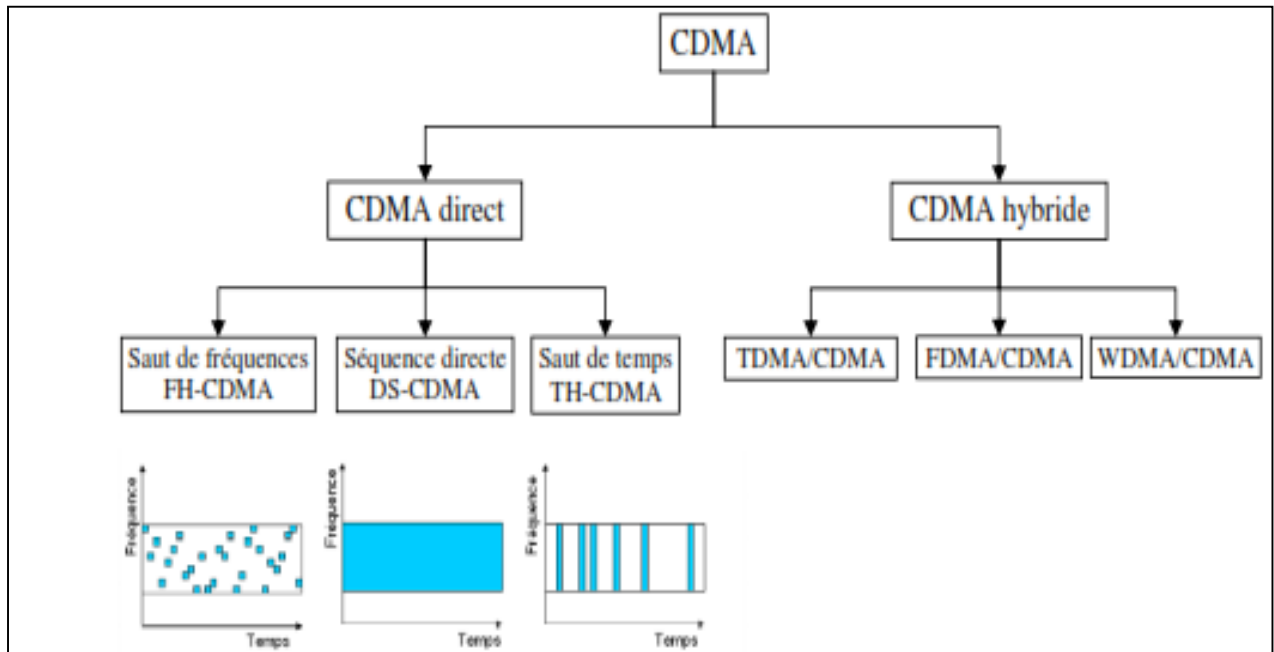 CDMA
CDMA direct
CDMA hybride
Saut de fréquences
FH-CDMA
Séquence directe
DS-CDMA
Saut de temps
TH-CDMA
TDMA/CDMA
FDMA/CDMA
WDMA/CDMA
Fréquence
Temps
Fréquence
Temps
Fréquence
Temps